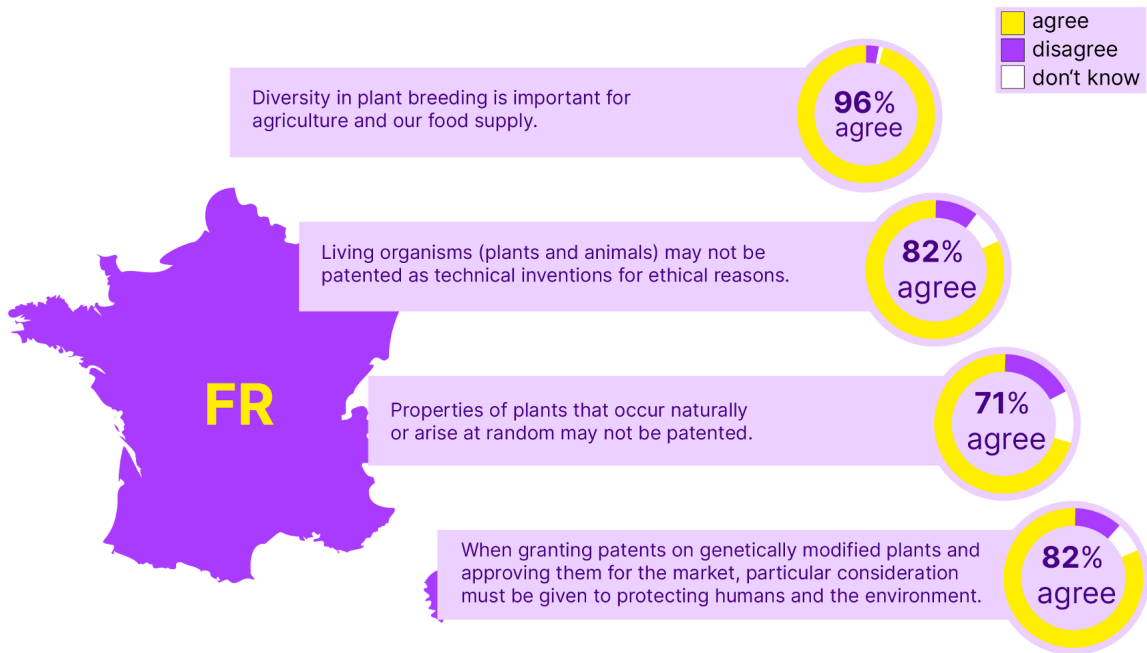 agree
disagree
don't know
Diversity in plant breeding is important for
agriculture and our food supply.
96%
agree
Living organisms (plants and animals) may not be
patented as technical inventions for ethical reasons.
82%
agree
FR
Properties of plants that occur naturally
or arise at random may not be patented.
71%
agree
When granting patents on genetically modified plants and
approving them for the market, particular consideration
must be given to protecting humans and the environment.
82%
agree